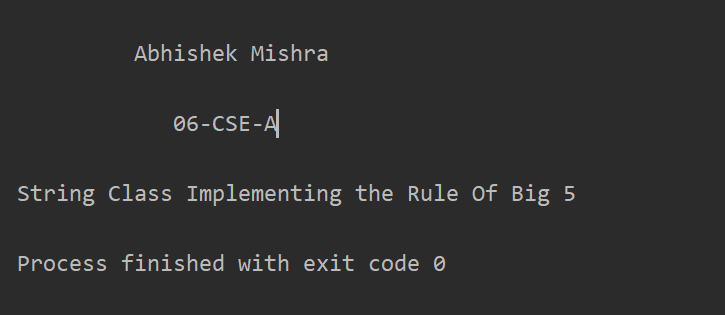 Abhishek Mishra
06-CSE-A
String Class Implementing the Rule Of Big 5
Process finished with exit code 0